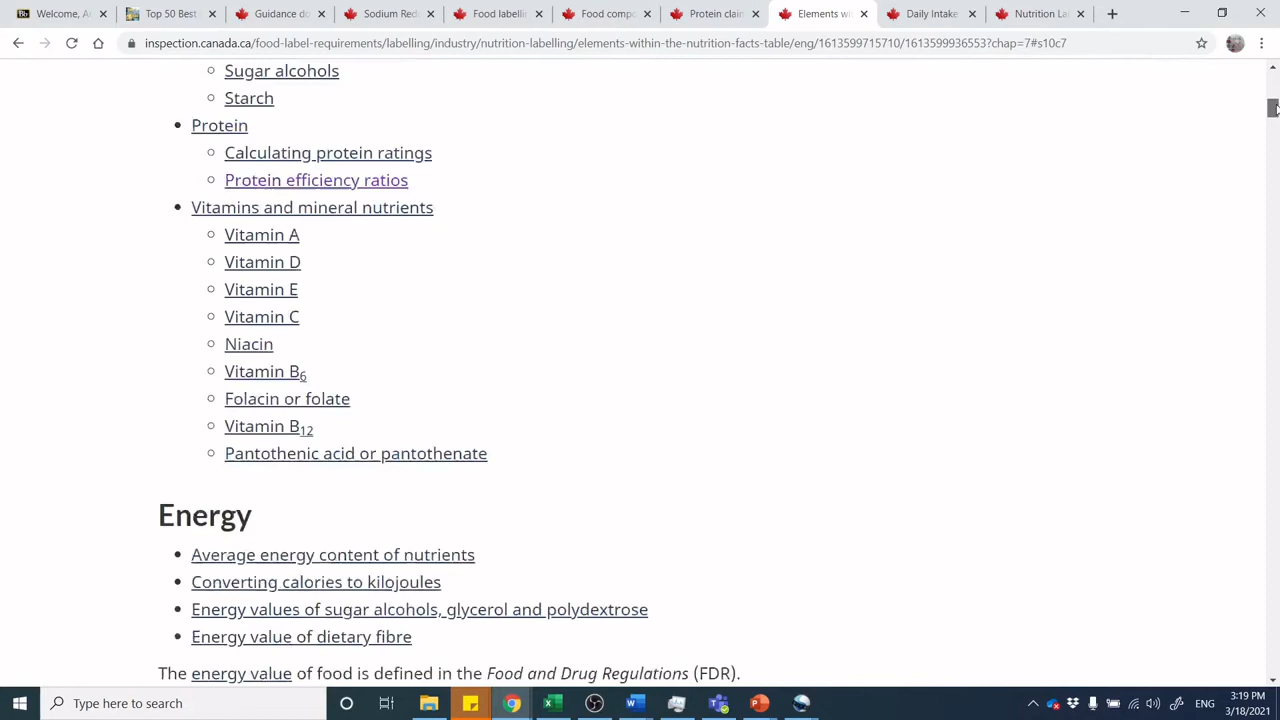 Welcome, A
Top 50 Best
Guidance do
Sodium Red
Food labelli
Food compo
Protein clain
Elements wi
Daily Intake
Nutrition La
inspection.canada.ca/food-label-requirements/labelling/industry/nutrition-labelling/elements-within-the-nutrition-facts-table/eng/1613599715710/1613599936553?chap=7#s10c7
Sugar alcohols
Starch
Protein
Calculating protein ratings
Protein efficiency ratios
Vitamins and mineral nutrients
Vitamin A
Vitamin D
Vitamin E
Vitamin C
Niacin
Vitamin B6
Folacin or folate
Vitamin B12
Pantothenic acid or pantothenate
Energy
Average energy content of nutrients
Converting calories to kilojoules
Energy values of sugar alcohols, glycerol and polydextrose
Energy value of dietary fibre
The energy value of food is defined in the Food and Drug Regulations (FDR).
Type here to search
ENG
3:19 PM
3/18/2021